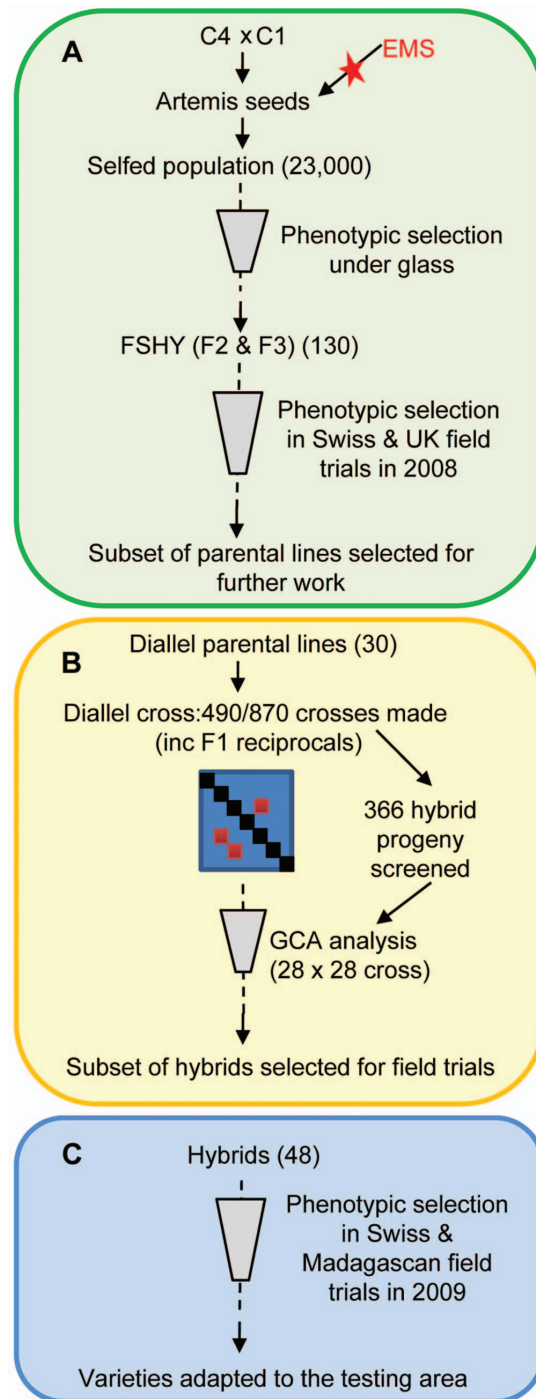 A
C4 x C1
EMS
Artemis seeds
Selfed population (23,000)
Phenotypic selection
under glass
FSHY (F2 & F3) (130)
Phenotypic selection
in Swiss & UK field
trials in 2008
Subset of parental lines selected for
further work
B
Diallel parental lines (30)
Diallel cross:490/870 crosses made
(inc F1 reciprocals)
366 hybrid
progeny
screened
GCA analysis
(28 x 28 cross)
Subset of hybrids selected for field trials
C
Hybrids (48)
Phenotypic selection
in Swiss &
Madagascan field
trials in 2009
Varieties adapted to the testing area